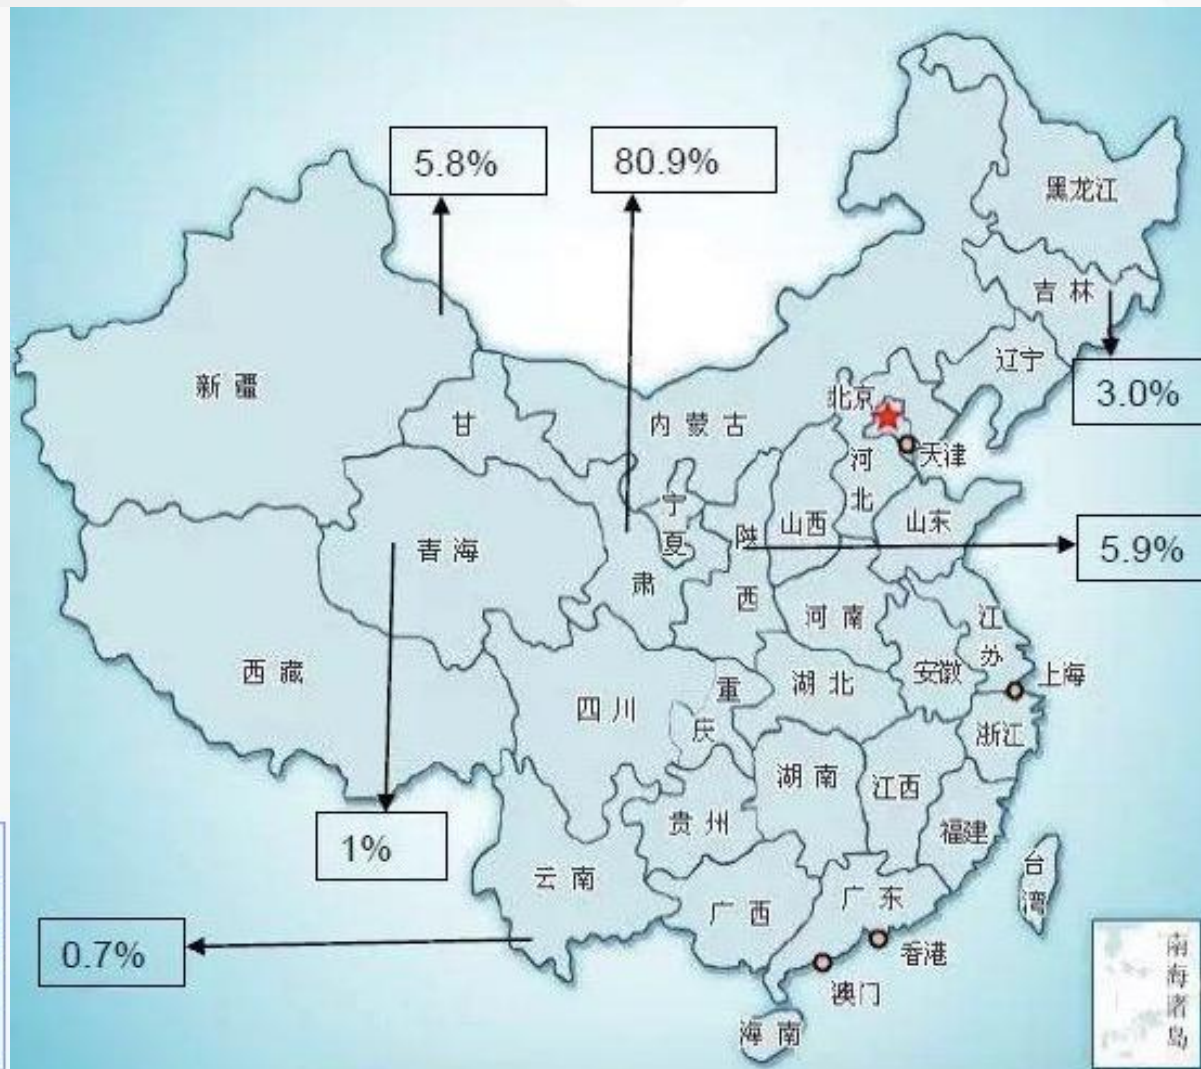 5.8%
80.9%
黑龙江
吉林
辽宁
3.0%
新疆
甘
内蒙古
北京
天津
河
北
宁
夏
陕
山西
山东
5.9%
青海
肃
西
河南
江
苏
安徽
上海
西藏
四川
重
庆
湖北
浙江
湖南
江西
贵州
福建
1%
云南
台
湾
广西
广东
0.7%
香港
澳门
海南
南
海
诸
岛